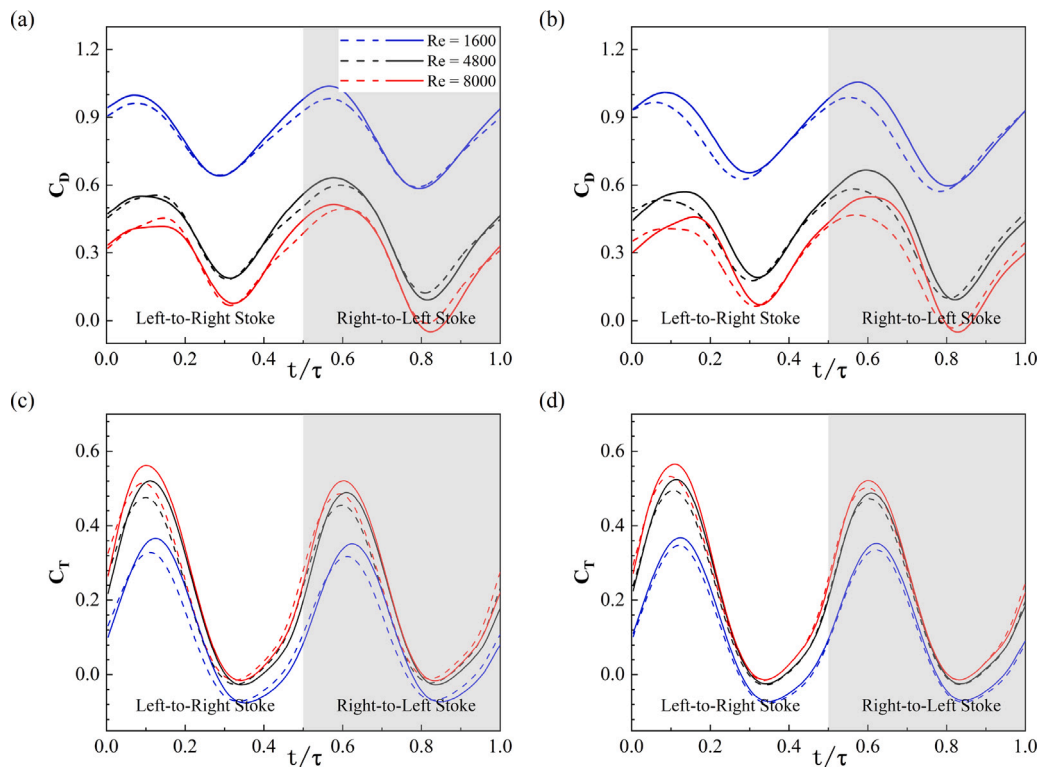 (a)
(b)
1.2
0.9
0.6
0.3
0.0
C_D
Re = 1600
Re = 4800
Re = 8000
Left-to-Right Stoke
Right-to-Left Stoke
0.0 0.2 0.4 0.6 0.8 1.0
t/τ
1.2
0.9
0.6
0.3
0.0
C_D
Left-to-Right Stoke
Right-to-Left Stoke
0.0 0.2 0.4 0.6 0.8 1.0
t/τ
(c)
(d)
0.6
0.4
0.2
0.0
C_T
Left-to-Right Stoke
Right-to-Left Stoke
0.0 0.2 0.4 0.6 0.8 1.0
t/τ
0.6
0.4
0.2
0.0
C_T
Left-to-Right Stoke
Right-to-Left Stoke
0.0 0.2 0.4 0.6 0.8 1.0
t/τ